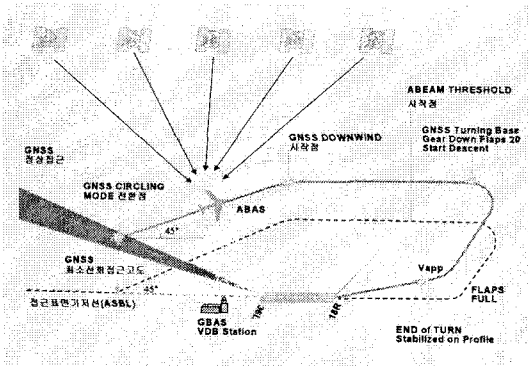 ABEAM THRESHOLD
시작점
GNSS DOWNWIND
시작점
GNSS Turning Base
Gear Down Flaps 20
Start Descent
GNSS
정상접근
GNSS CIRCLING
MODE 전환점
ABAS
45°
GNSS
최소선회접근고도
45°
Vapp
FLAPS
FULL
접근표면기저선(ASBL)
GBAS
VDB Station
18R
END of TURN
Stabilized on Profile